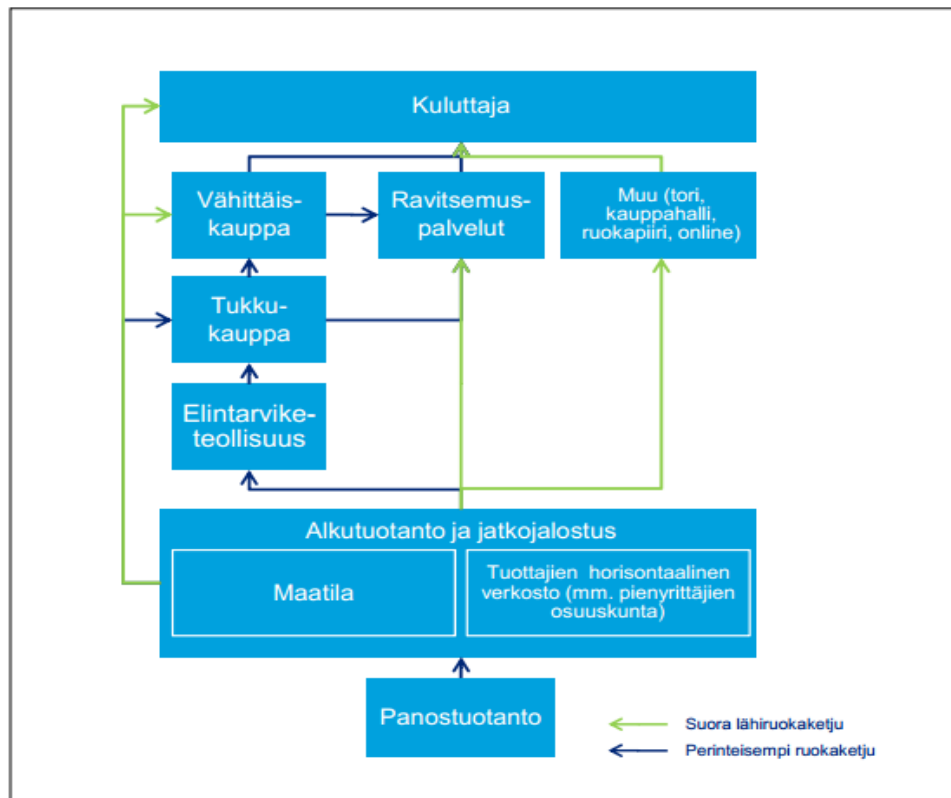 Kuluttaja
Vähittäis-
kauppa
Ravitsemus-
palvelut
Muu (tori,
kauppahalli,
ruokapiiri, online)
Tukku-
kauppa
Elintarvike-
teollisuus
Alkutuotanto ja jatkojalostus
Maatila
Tuottajien horisontaalinen
verkosto (mm. pienyrittäjien
osuuskunta)
Panostuotanto
Suora lähiruokaketju
Perinteisempi ruokaketju